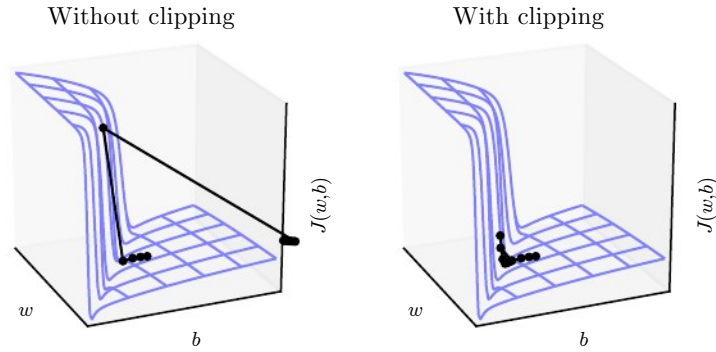 Without clipping
With clipping
J(w,b)
w
b
J(w,b)
w
b